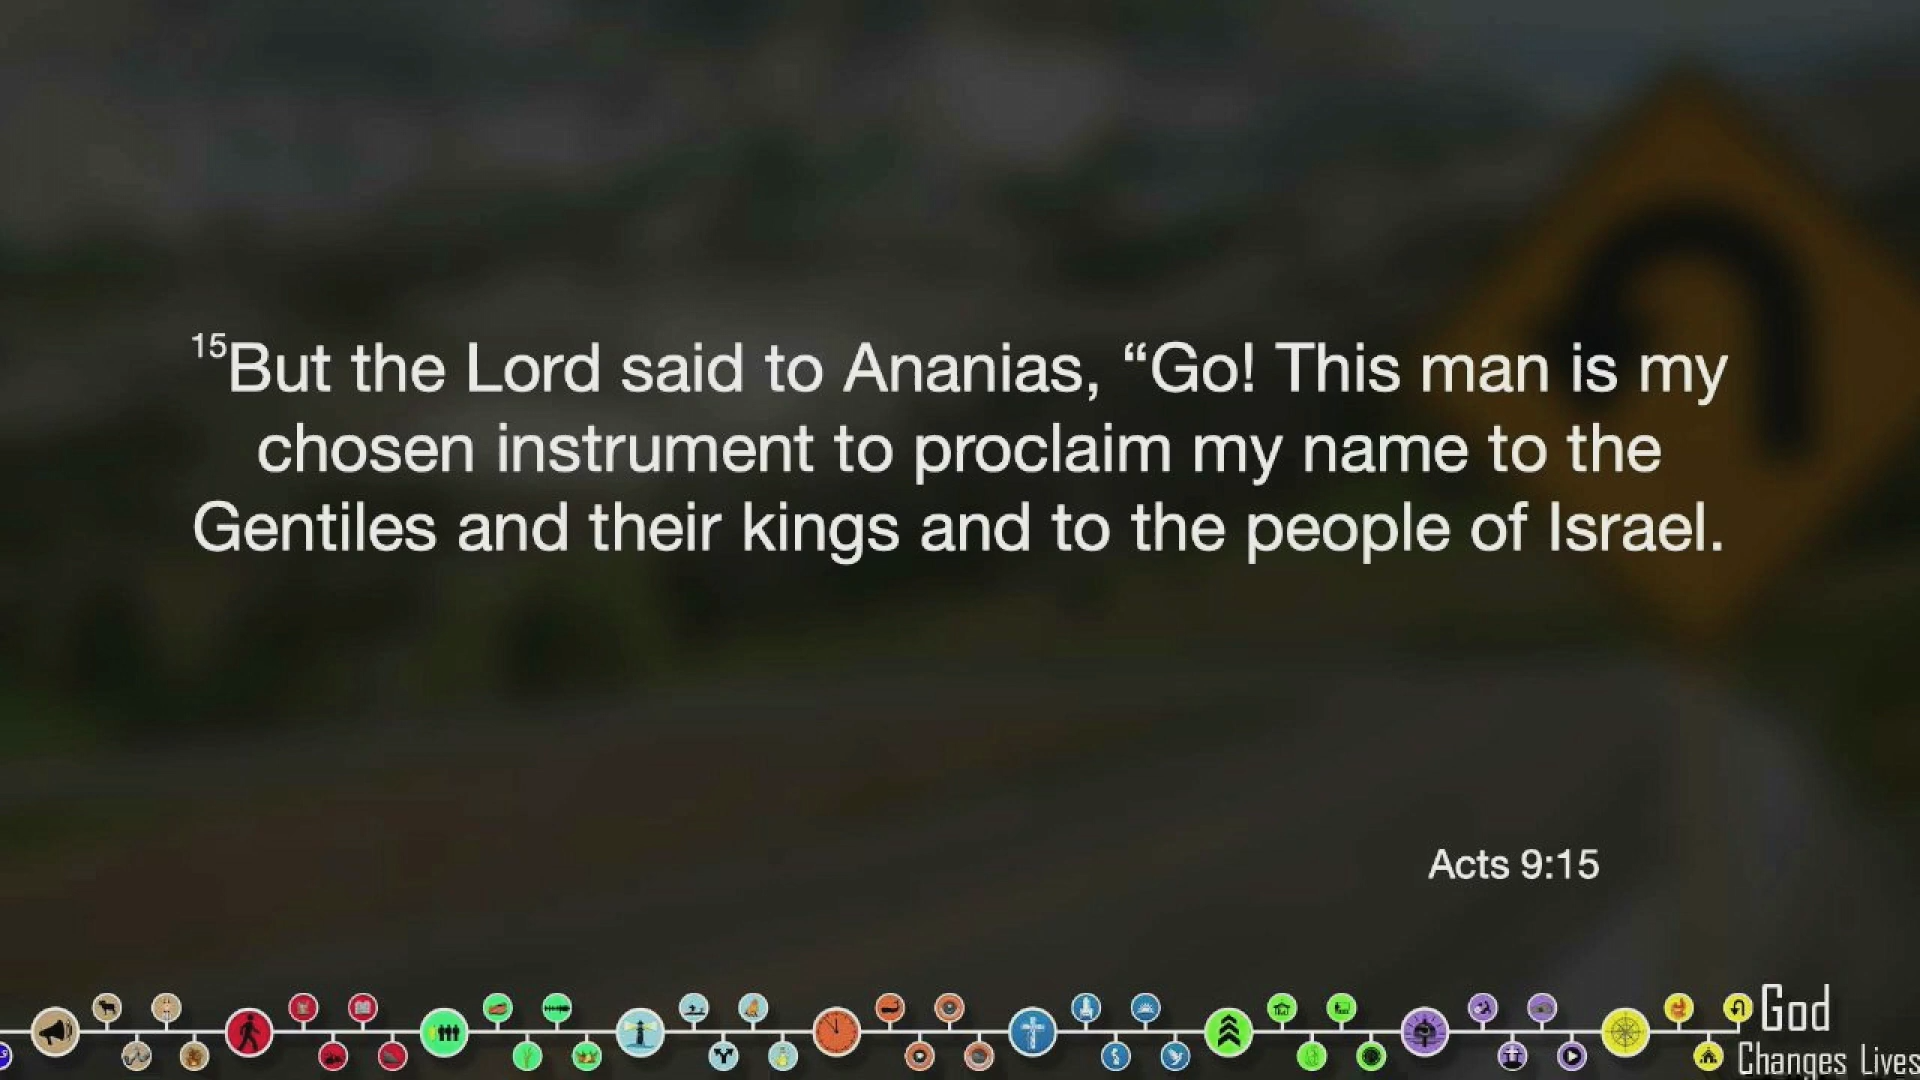 15But the Lord said to Ananias, “Go! This man is my
chosen instrument to proclaim my name to the
Gentiles and their kings and to the people of Israel.
Acts 9:15
God
Changes Lives